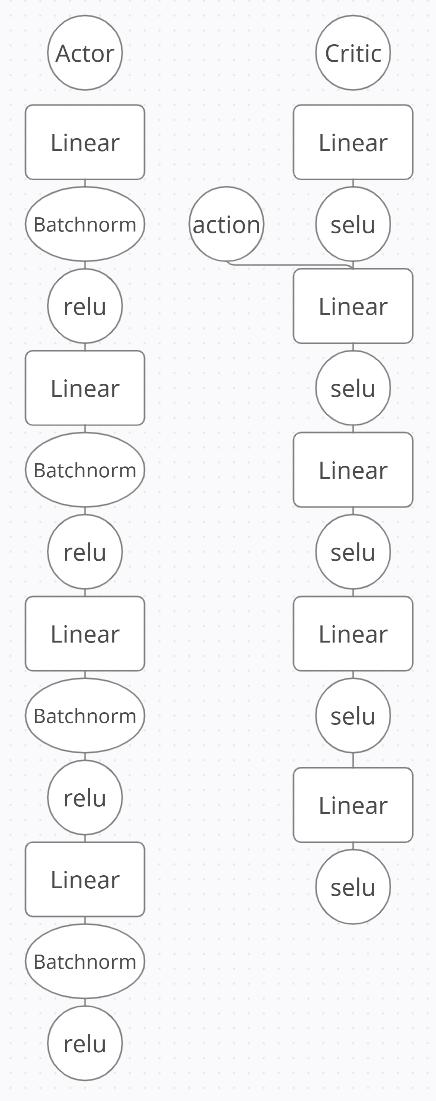 Actor
Linear
Batchnorm
relu
Linear
Batchnorm
relu
Linear
Batchnorm
relu
Linear
Batchnorm
relu
Critic
Linear
selu
action
Linear
selu
Linear
selu
Linear
selu
Linear
selu